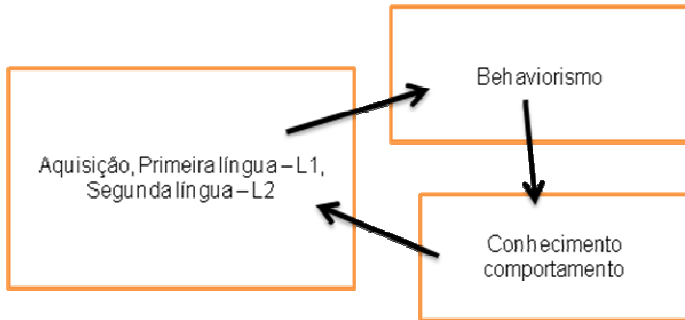 Behaviorismo
Aquisição, Primeira língua – L1,
Segunda língua – L2
Conhecimento
comportamento